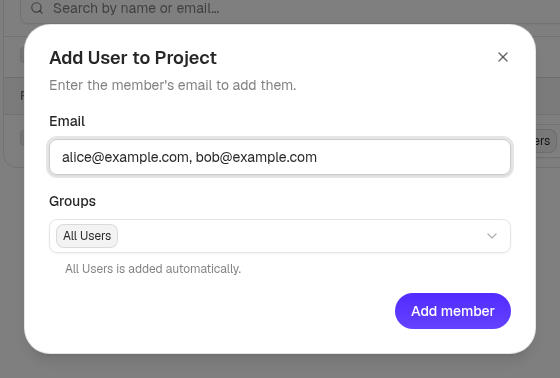 Search by name or email...
Add User to Project
Enter the member's email to add them.
Email
alice@example.com, bob@example.com
Groups
All Users
All Users is added automatically.
Add member